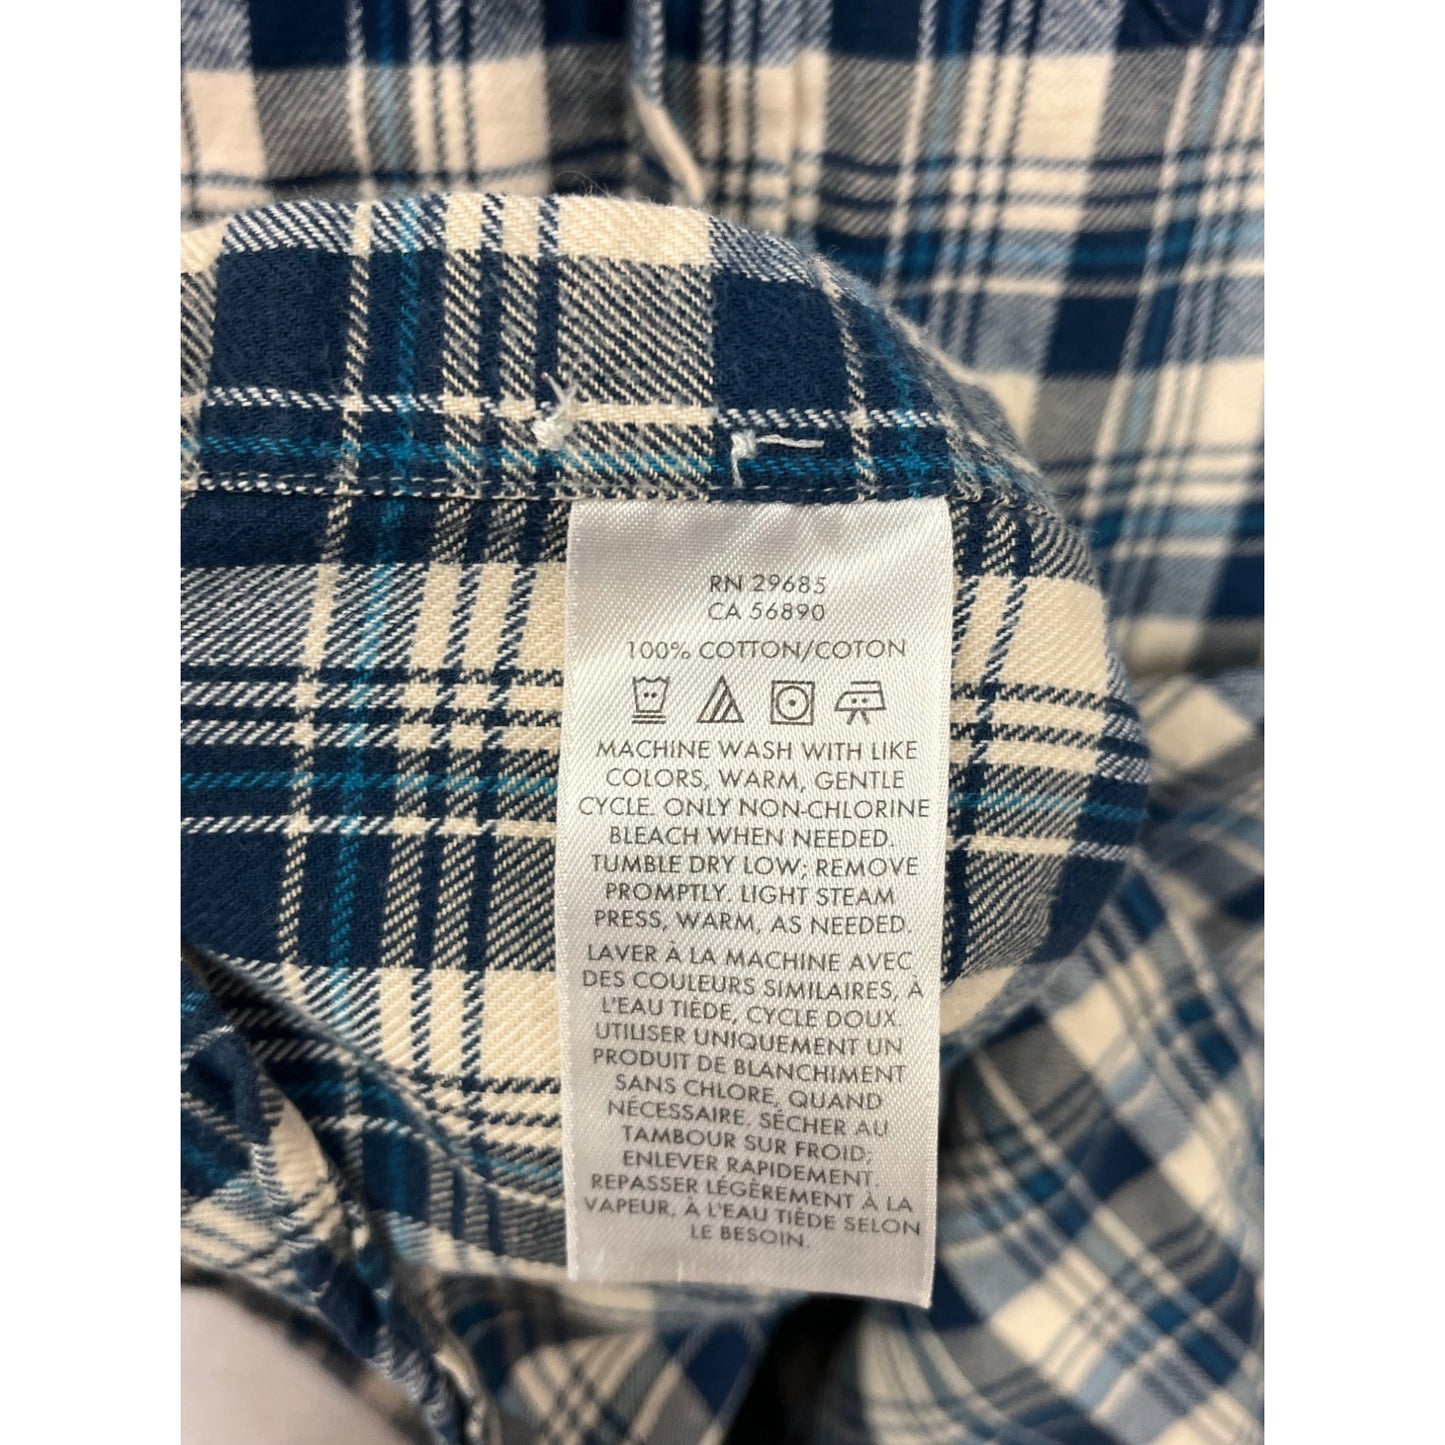 RN 29685
CA 56890
100% COTTON/COTON
MACHINE WASH WITH LIKE
COLORS, WARM, GENTLE
CYCLE. ONLY NON-CHLORINE
BLEACH WHEN NEEDED.
TUMBLE DRY LOW; REMOVE
PROMPTLY. LIGHT STEAM
PRESS, WARM, AS NEEDED.
LAVER À LA MACHINE AVEC
DES COULEURS SIMILAIRES, À
L'EAU TIÈDE, CYCLE DOUX.
UTILISER UNIQUEMENT UN
PRODUIT DE BLANCHIMENT
SANS CHLORE, QUAND
NÉCESSAIRE. SÉCHER AU
TAMBOUR SUR FROID;
ENLEVER RAPIDEMENT.
REPASSER LÉGÈREMENT À LA
VAPEUR, À L'EAU TIÈDE SELON
LE BESOIN.